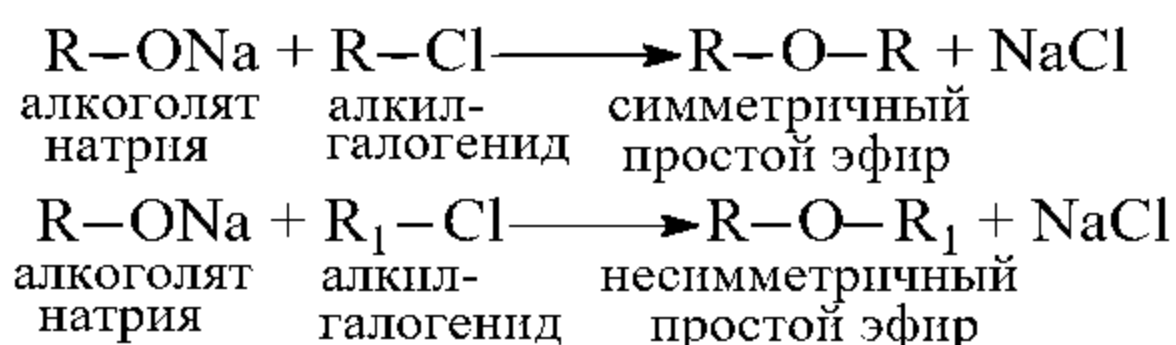 R–ONa + R–Cl → R–O–R + NaCl
алкоголят алкил- симметричный
натрия галогенид простой эфир
R–ONa + R₁–Cl → R–O–R₁ + NaCl
алкоголят алкил- несимметричный
натрия галогенид простой эфир